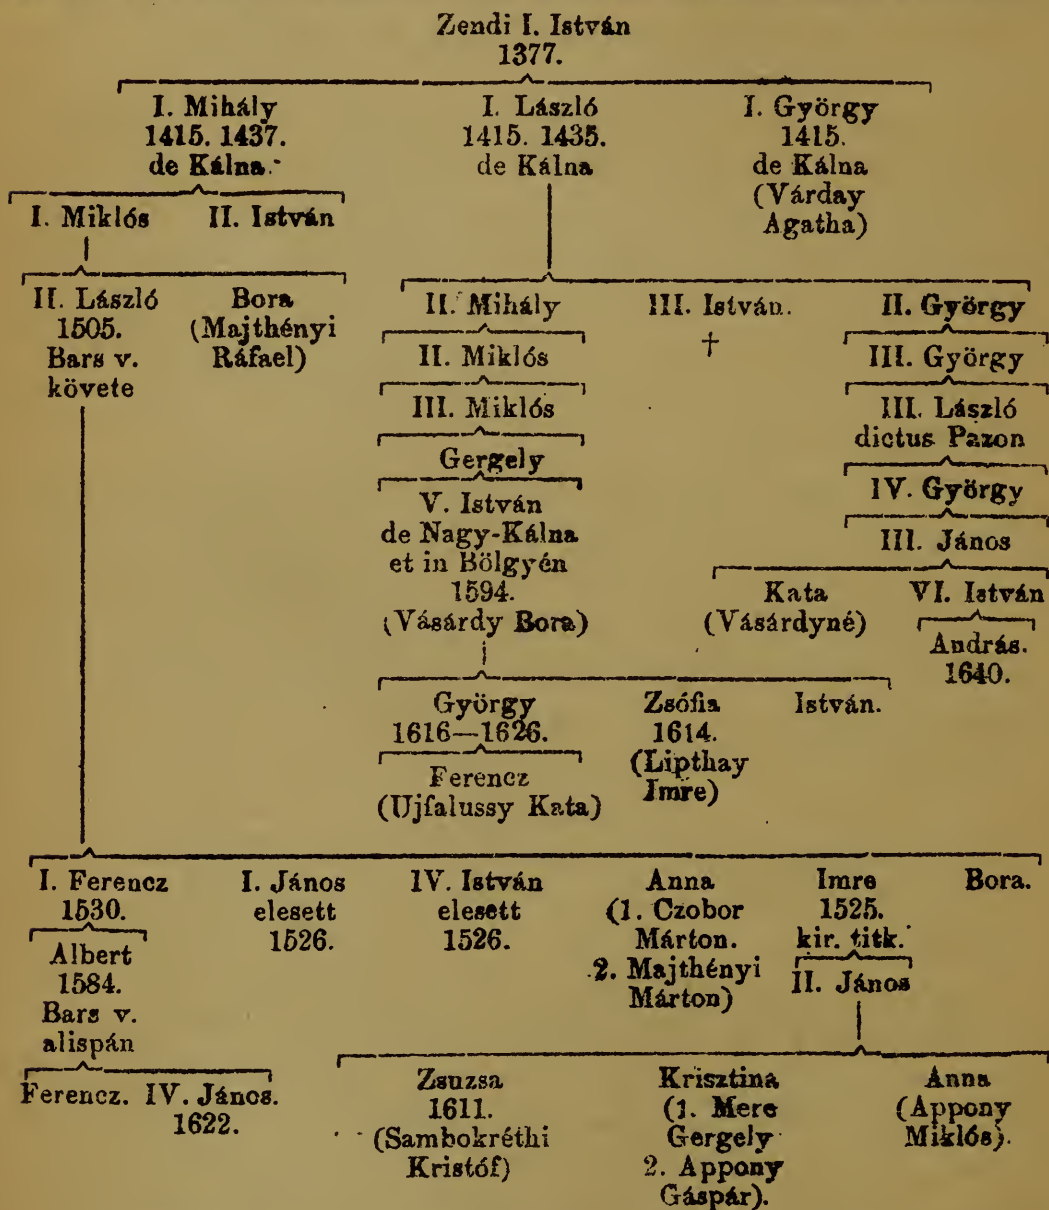 Zendi I. István
1377.
I. Mihály I. László I. György
1415. 1437. 1415. 1435. 1415.
de Kálna. de Kálna de Kálna
(Várday
Agatha)
I. Miklós II. István
II. László Bora
1505. (Majthényi
Bars v. Ráfael)
követe
II. Mihály III. István. II. György
†
II. Miklós III. György
III. Miklós III. László
dictus Pazon
Gergely IV. György
V. István III. János
de Nagy-Kálna
et in Bölgyén
1594. Kata VI. István
(Vásárdy Bora) (Vásárdyné)
András.
1640.
György Zsófia István.
1616—1626. 1614.
Ferencz (Lipthay
(Ujfalussy Kata) Imre)
I. Ferencz I. János IV. István Anna Imre Bora.
1530. elesett elesett (1. Czobor 1525.
1526. 1526. Márton. kir. titk.
Albert 2. Majthényi II. János
1584. Márton)
Bars v.
alispán
Ferencz. IV. János.
1622.
Zsuzsa Krisztina Anna
1611. (1. Mere (Appony
(Sambokréthi Gergely Miklós).
Kristóf) 2. Appony
Gáspár).